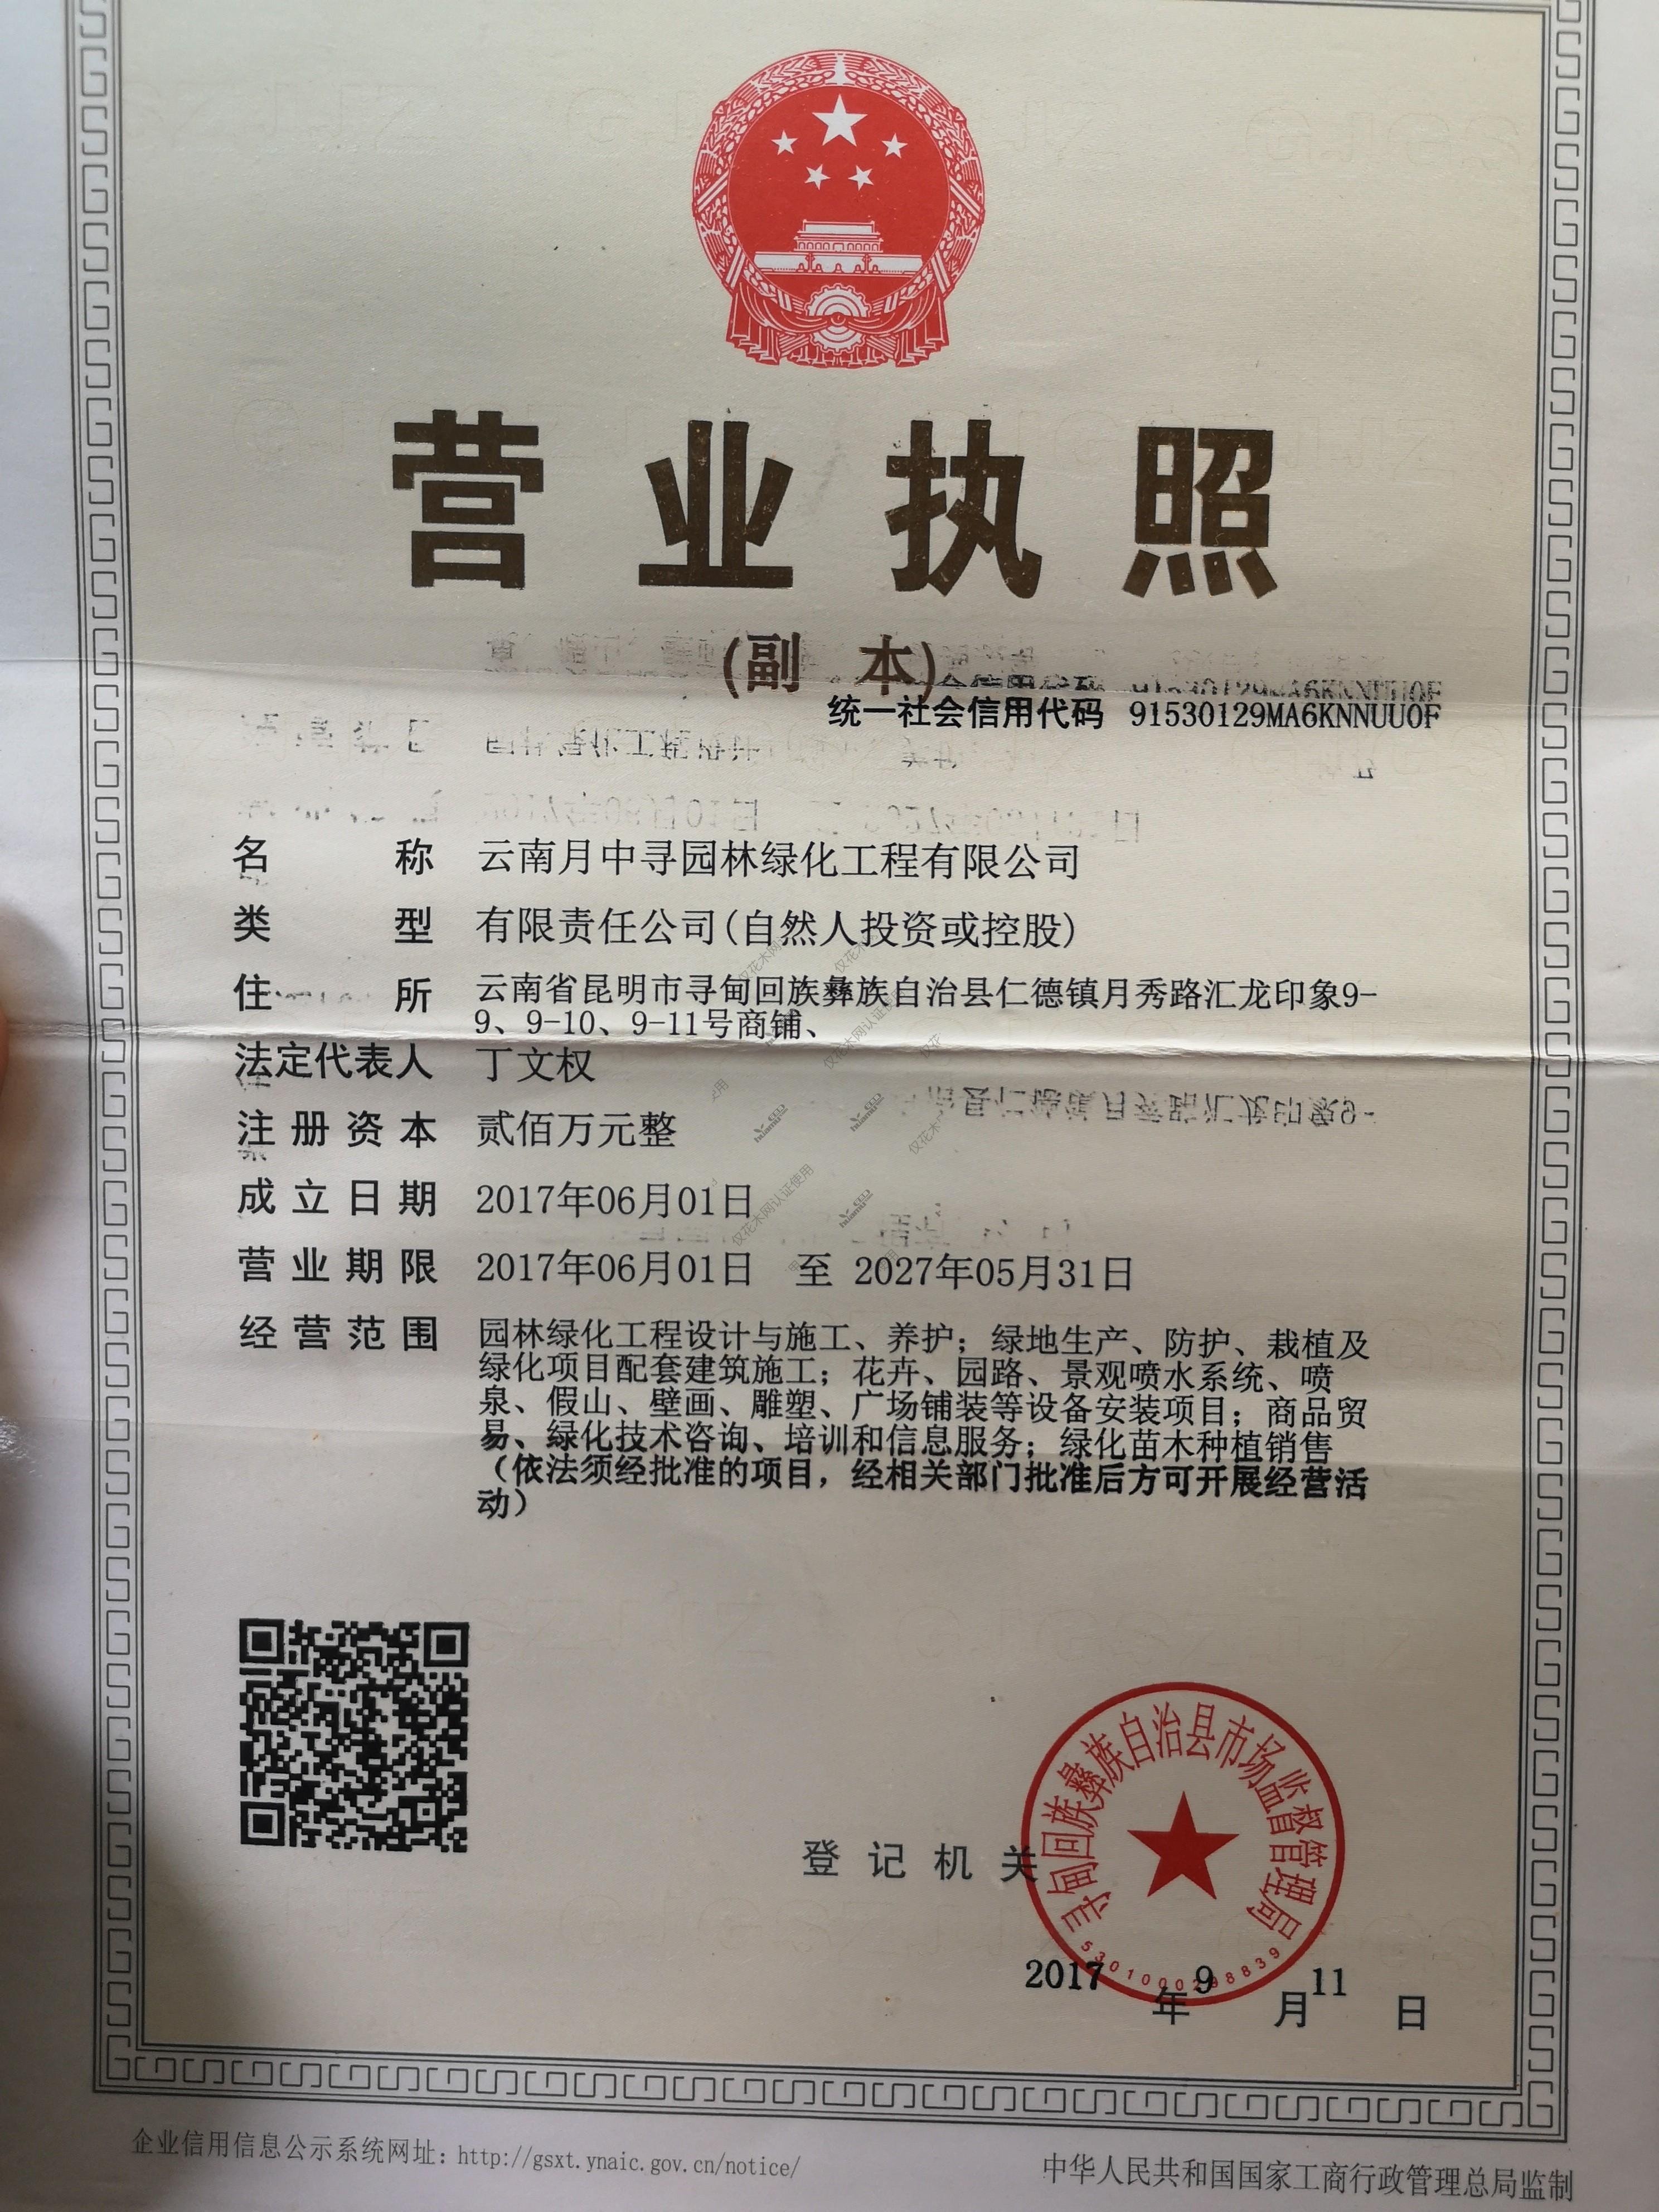 营业执照
(副 本)
统一社会信用代码 91530129MA6KNNUU0F
名 称 云南月中寻园林绿化工程有限公司
类 型 有限责任公司(自然人投资或控股)
住 所 云南省昆明市寻甸回族彝族自治县仁德镇月秀路汇龙印象9-
9、9-10、9-11号商铺、
法定代表人 丁文权
注册资本 贰佰万元整
成立日期 2017年06月01日
营业期限 2017年06月01日 至 2027年05月31日
经营范围 园林绿化工程设计与施工、养护；绿地生产、防护、栽植及
绿化项目配套建筑施工；花卉、园路、景观喷水系统、喷
泉、假山、壁画、雕塑、广场铺装等设备安装项目；商品贸
易、绿化技术咨询、培训和信息服务；绿化苗木种植销售
（依法须经批准的项目，经相关部门批准后方可开展经营活
动）
登记机关
寻甸回族彝族自治县市场监督管理局
2017年9月11日
企业信用信息公示系统网址：http://gsxt.ynaic.gov.cn/notice/
中华人民共和国国家工商行政管理总局监制
仅花木网认证使用